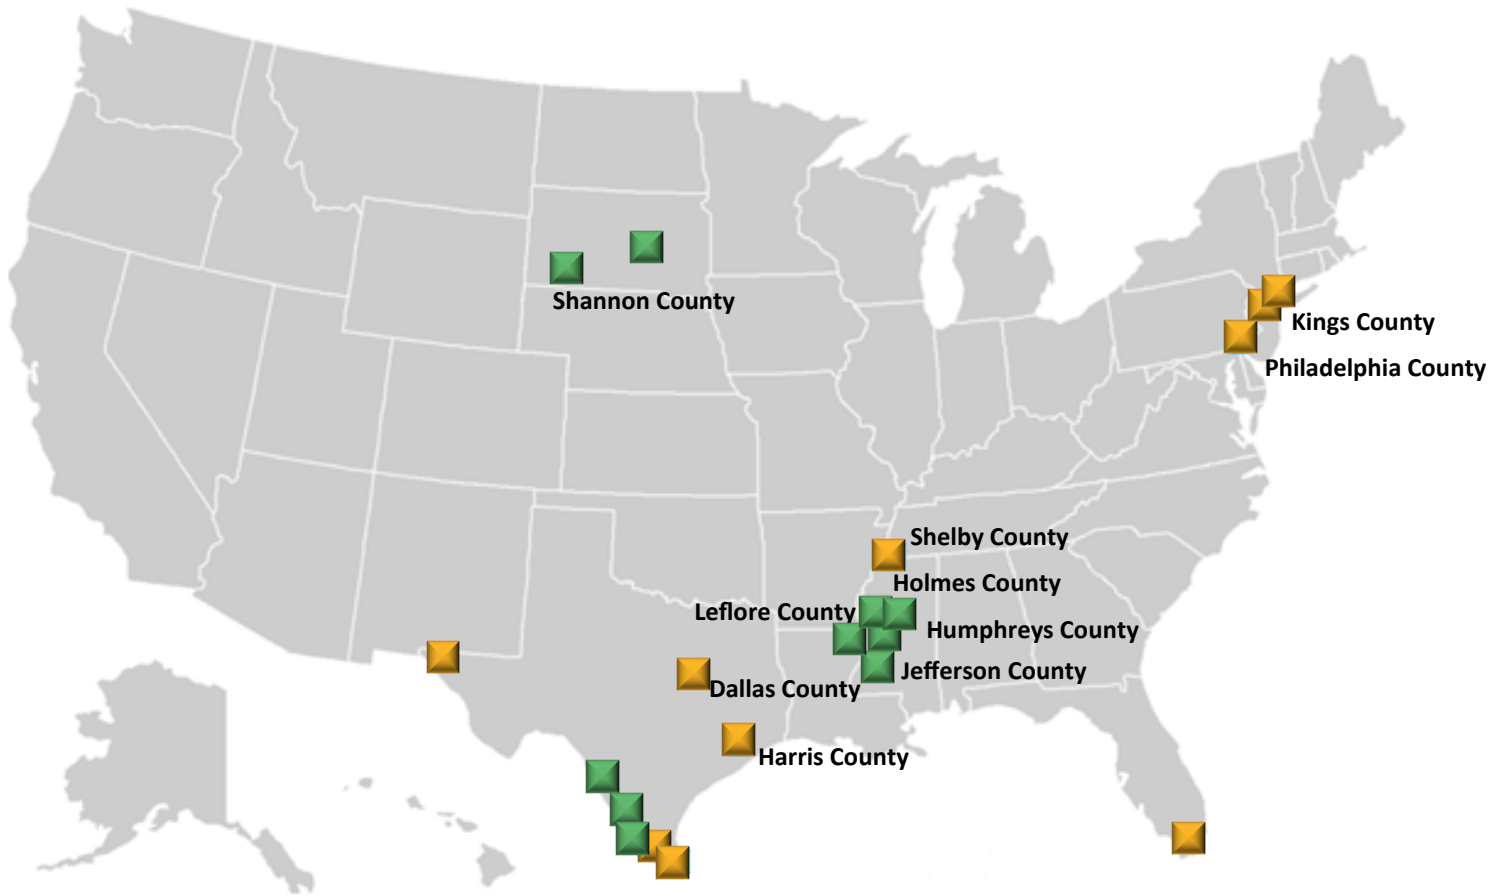 Shannon County
Kings County
Philadelphia County
Shelby County
Holmes County
Leflore County
Humphreys County
Jefferson County
Dallas County
Harris County